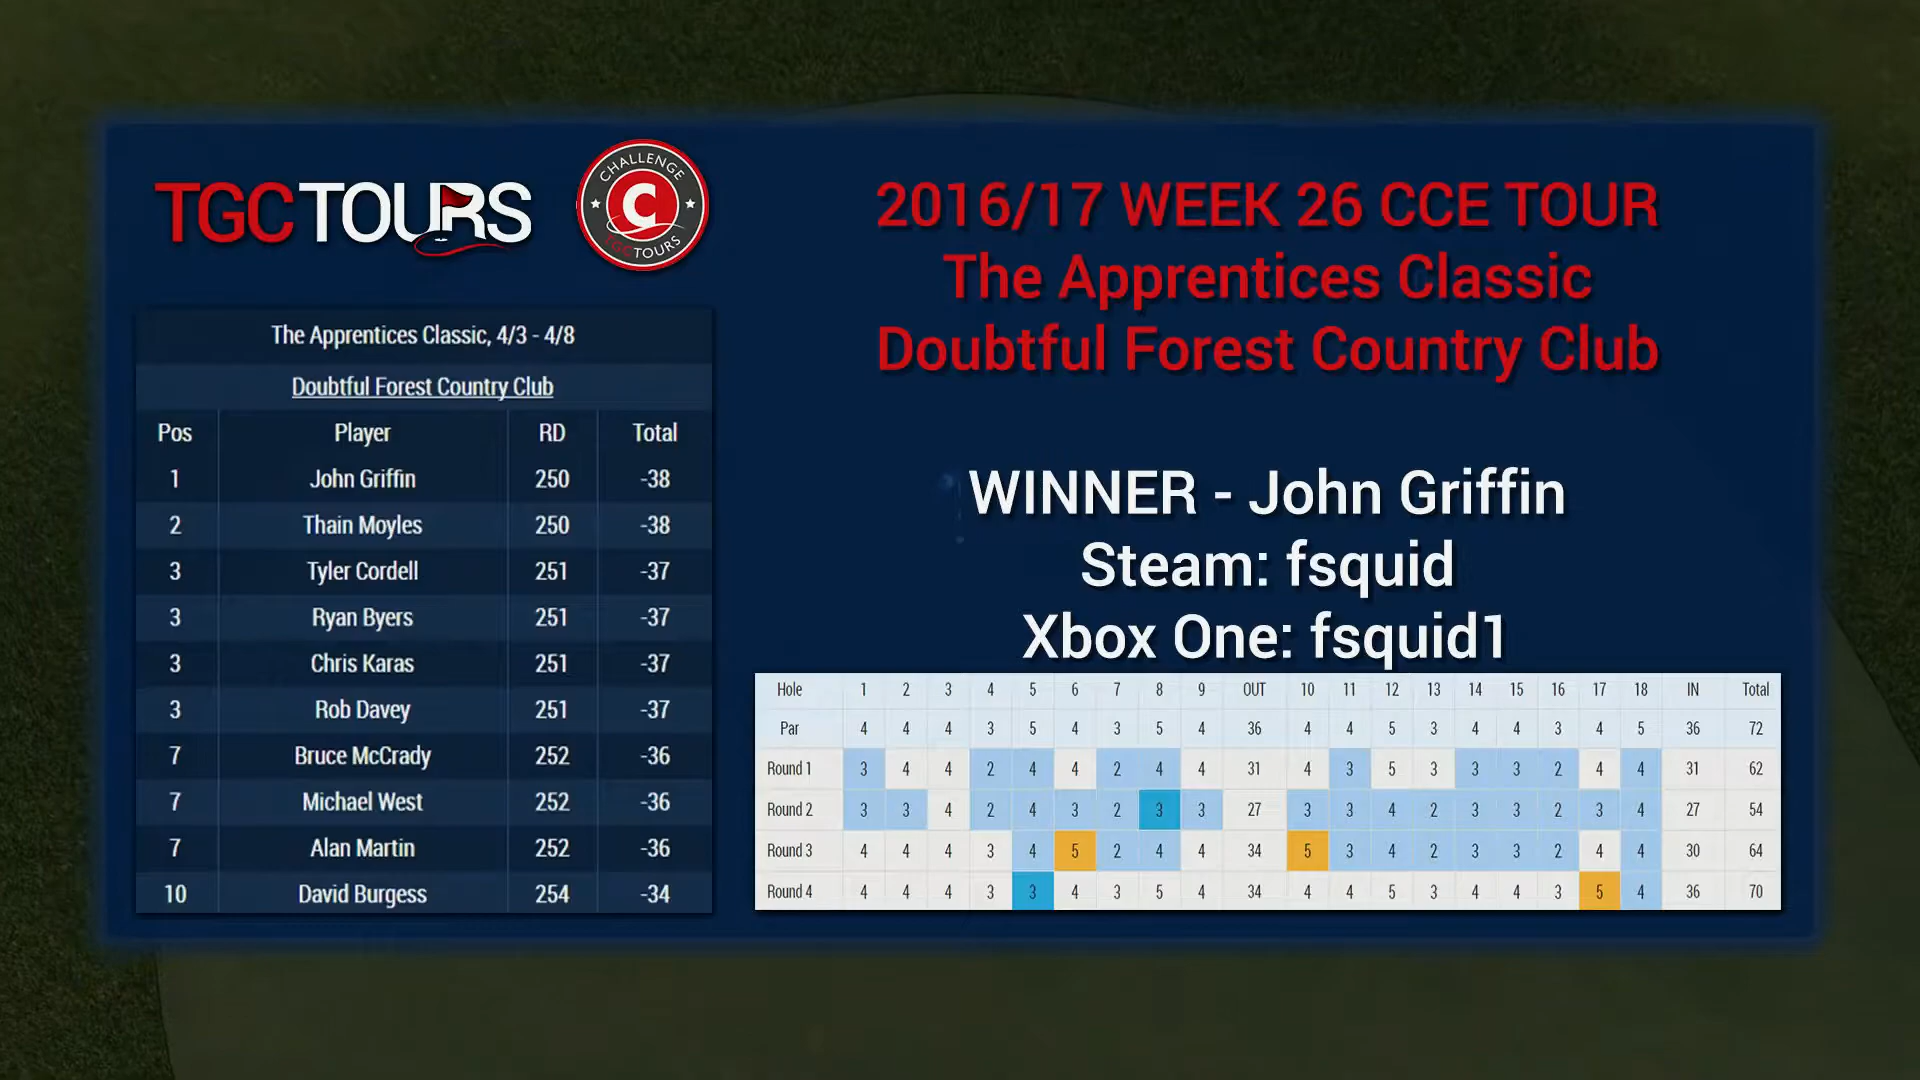 TGCTOURS
CHALLENGE
C
TGCTOURS
2016/17 WEEK 26 CCE TOUR
The Apprentices Classic
Doubtful Forest Country Club
The Apprentices Classic, 4/3 - 4/8
Doubtful Forest Country Club
Pos Player RD Total
1 John Griffin 250 -38
2 Thain Moyles 250 -38
3 Tyler Cordell 251 -37
3 Ryan Byers 251 -37
3 Chris Karas 251 -37
3 Rob Davey 251 -37
7 Bruce McCrady 252 -36
7 Michael West 252 -36
7 Alan Martin 252 -36
10 David Burgess 254 -34
WINNER - John Griffin
Steam: fsquid
Xbox One: fsquid1
Hole 1 2 3 4 5 6 7 8 9 OUT 10 11 12 13 14 15 16 17 18 IN Total
Par 4 4 4 3 5 4 3 5 4 36 4 4 5 3 4 4 3 4 5 36 72
Round 1 3 4 4 2 4 4 2 4 4 31 4 3 5 3 3 3 2 4 4 31 62
Round 2 3 3 4 2 4 3 2 3 3 27 3 3 4 2 3 3 2 3 4 27 54
Round 3 4 4 4 3 4 5 2 4 4 34 5 3 4 2 3 3 2 4 4 30 64
Round 4 4 4 4 3 3 4 3 5 4 34 4 4 5 3 4 4 3 5 4 36 70